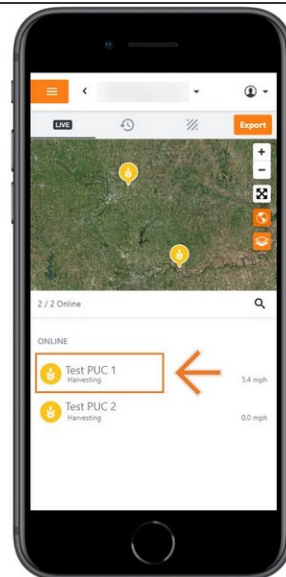 LIVE
Export
+
-
2 / 2 Online
ONLINE
Test PUC 1
Harvesting
5.4 mph
Test PUC 2
Harvesting
0.0 mph